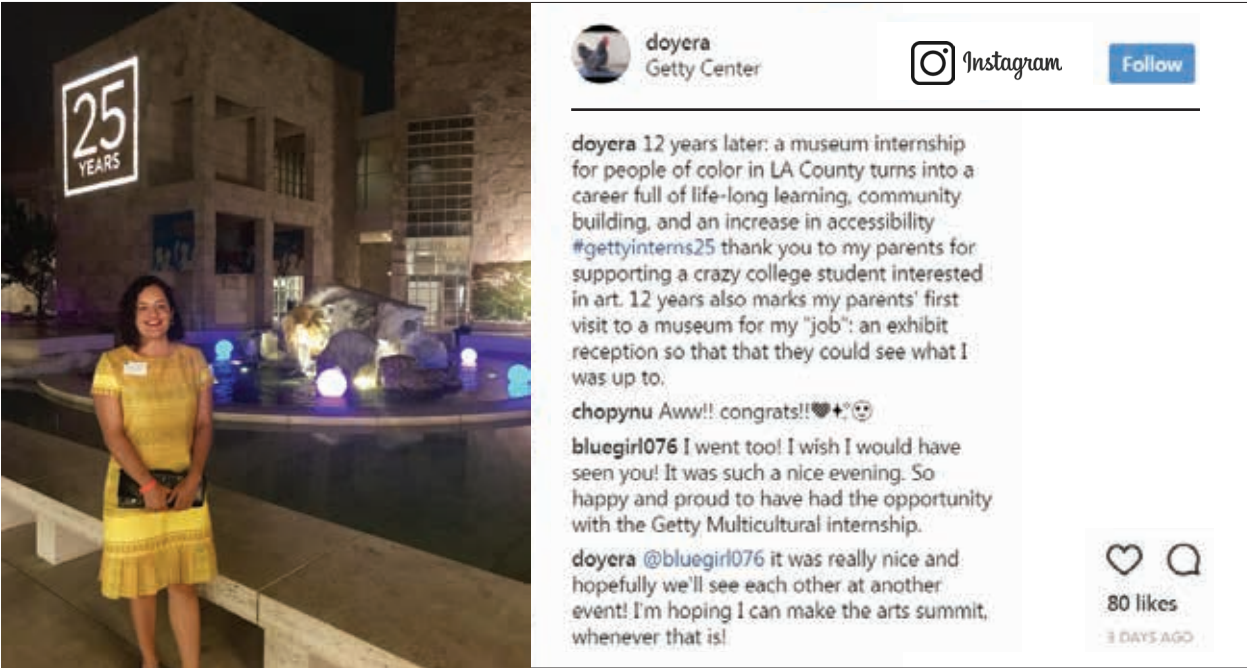 25
YEARS
doyera
Getty Center
Instagram
Follow
doyera 12 years later: a museum internship
for people of color in LA County turns into a
career full of life-long learning, community
building, and an increase in accessibility
#gettyinterns25 thank you to my parents for
supporting a crazy college student interested
in art. 12 years also marks my parents' first
visit to a museum for my "job": an exhibit
reception so that that they could see what I
was up to.
chopynu Aww!! congrats!!🖤✨🙂
bluegirl076 I went too! I wish I would have
seen you! It was such a nice evening. So
happy and proud to have had the opportunity
with the Getty Multicultural internship.
doyera @bluegirl076 it was really nice and
hopefully we'll see each other at another
event! I'm hoping I can make the arts summit,
whenever that is!
80 likes
3 DAYS AGO